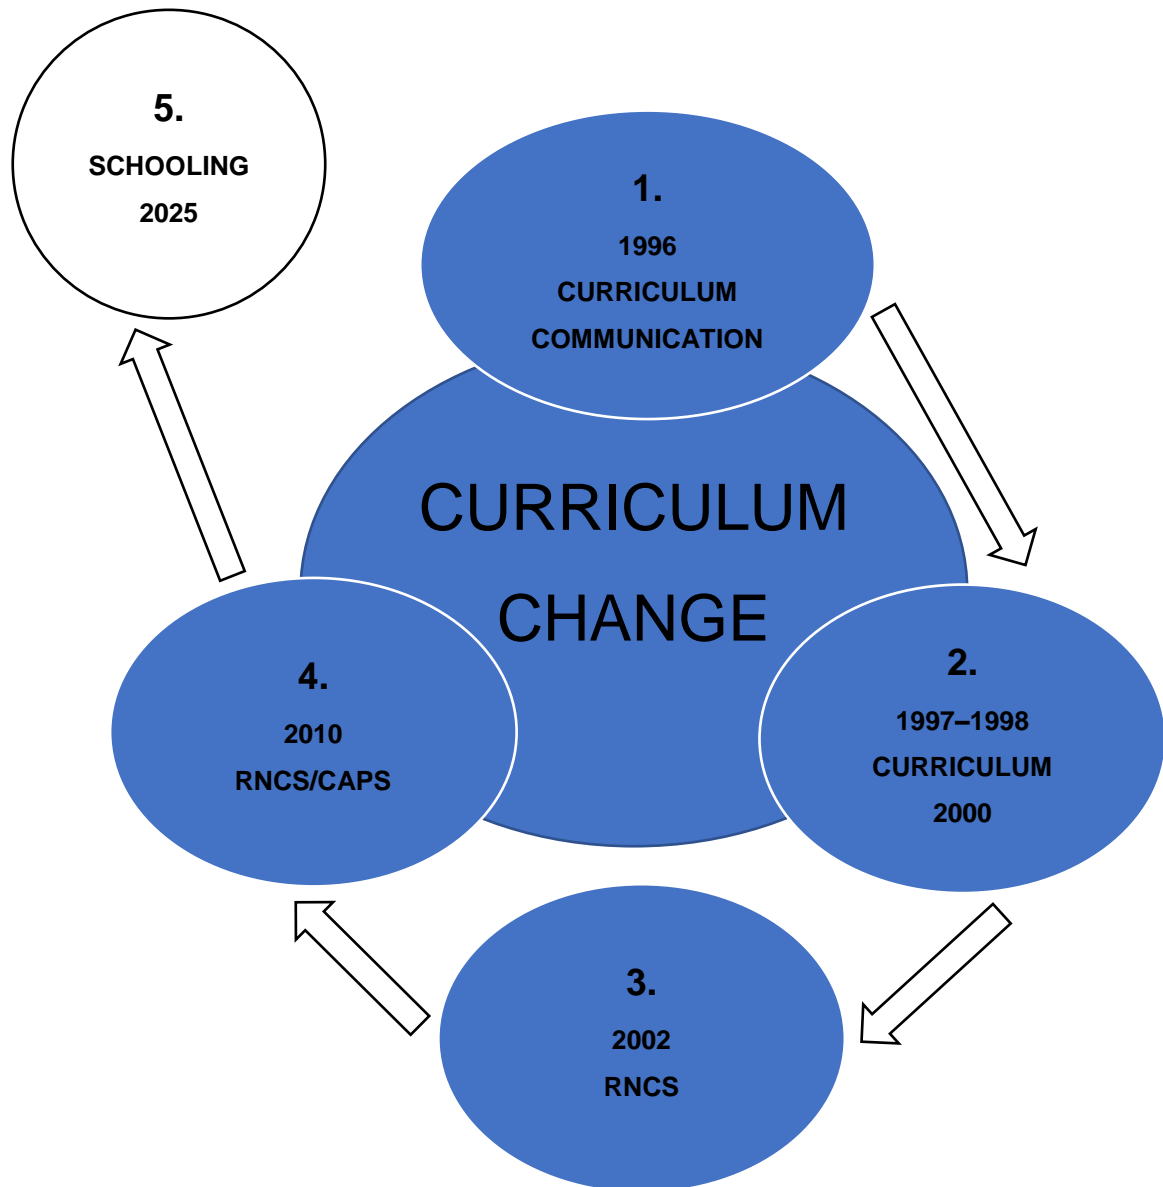 CURRICULUM
CHANGE
1.
1996
CURRICULUM
COMMUNICATION
2.
1997–1998
CURRICULUM
2000
3.
2002
RNCS
4.
2010
RNCS/CAPS
5.
SCHOOLING
2025